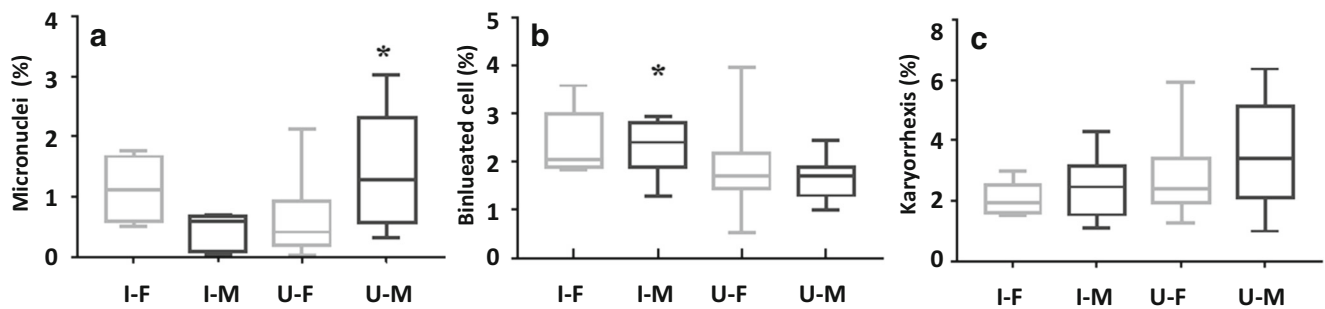 a
*
Micronuclei (%)
4
3
2
1
0
I-F I-M U-F U-M
b
*
Binlueated cell (%)
5
4
3
2
1
0
I-F I-M U-F U-M
c
Karyorrhexis (%)
8
6
4
2
0
I-F I-M U-F U-M